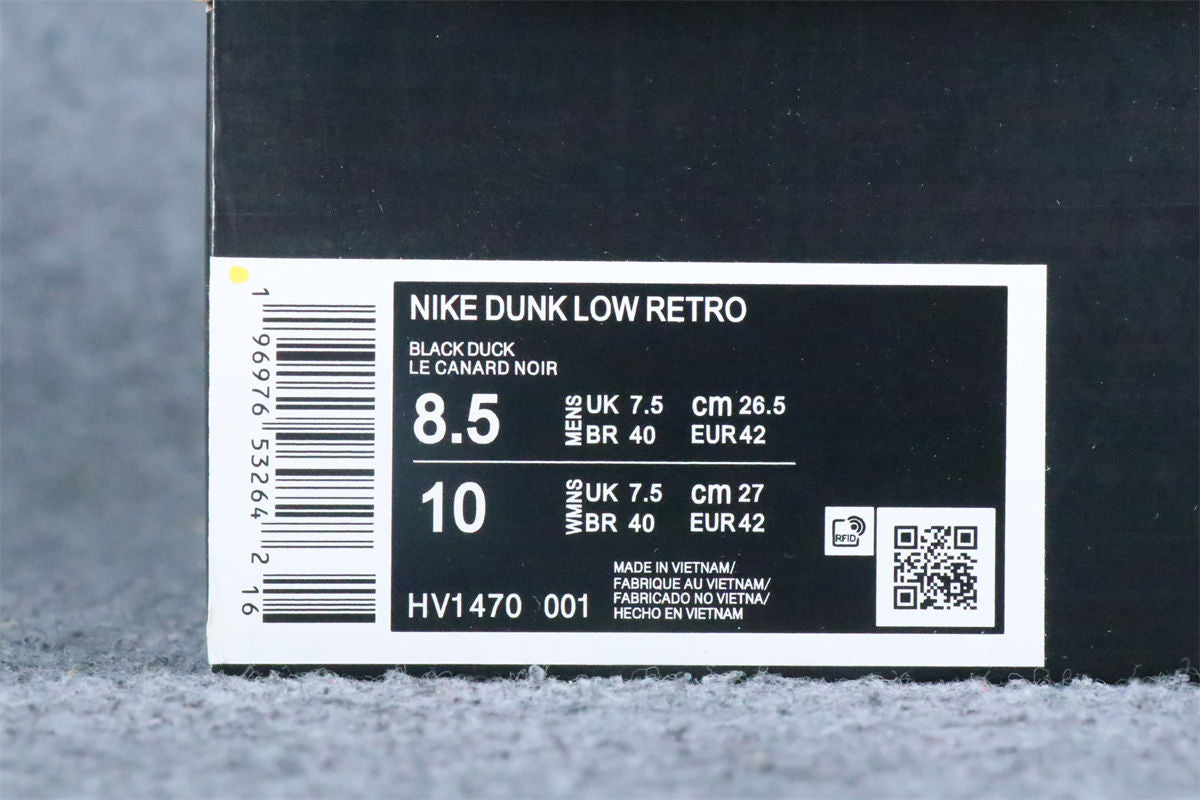 NIKE DUNK LOW RETRO
BLACK DUCK
LE CANARD NOIR
8.5 MENS UK 7.5 cm 26.5
BR 40 EUR 42
10 WMNS UK 7.5 cm 27
BR 40 EUR 42
MADE IN VIETNAM/
FABRIQUE AU VIETNAM/
FABRICADO NO VIETNA/
HECHO EN VIETNAM
HV1470 001
RFID
1 96976 53264 2 16